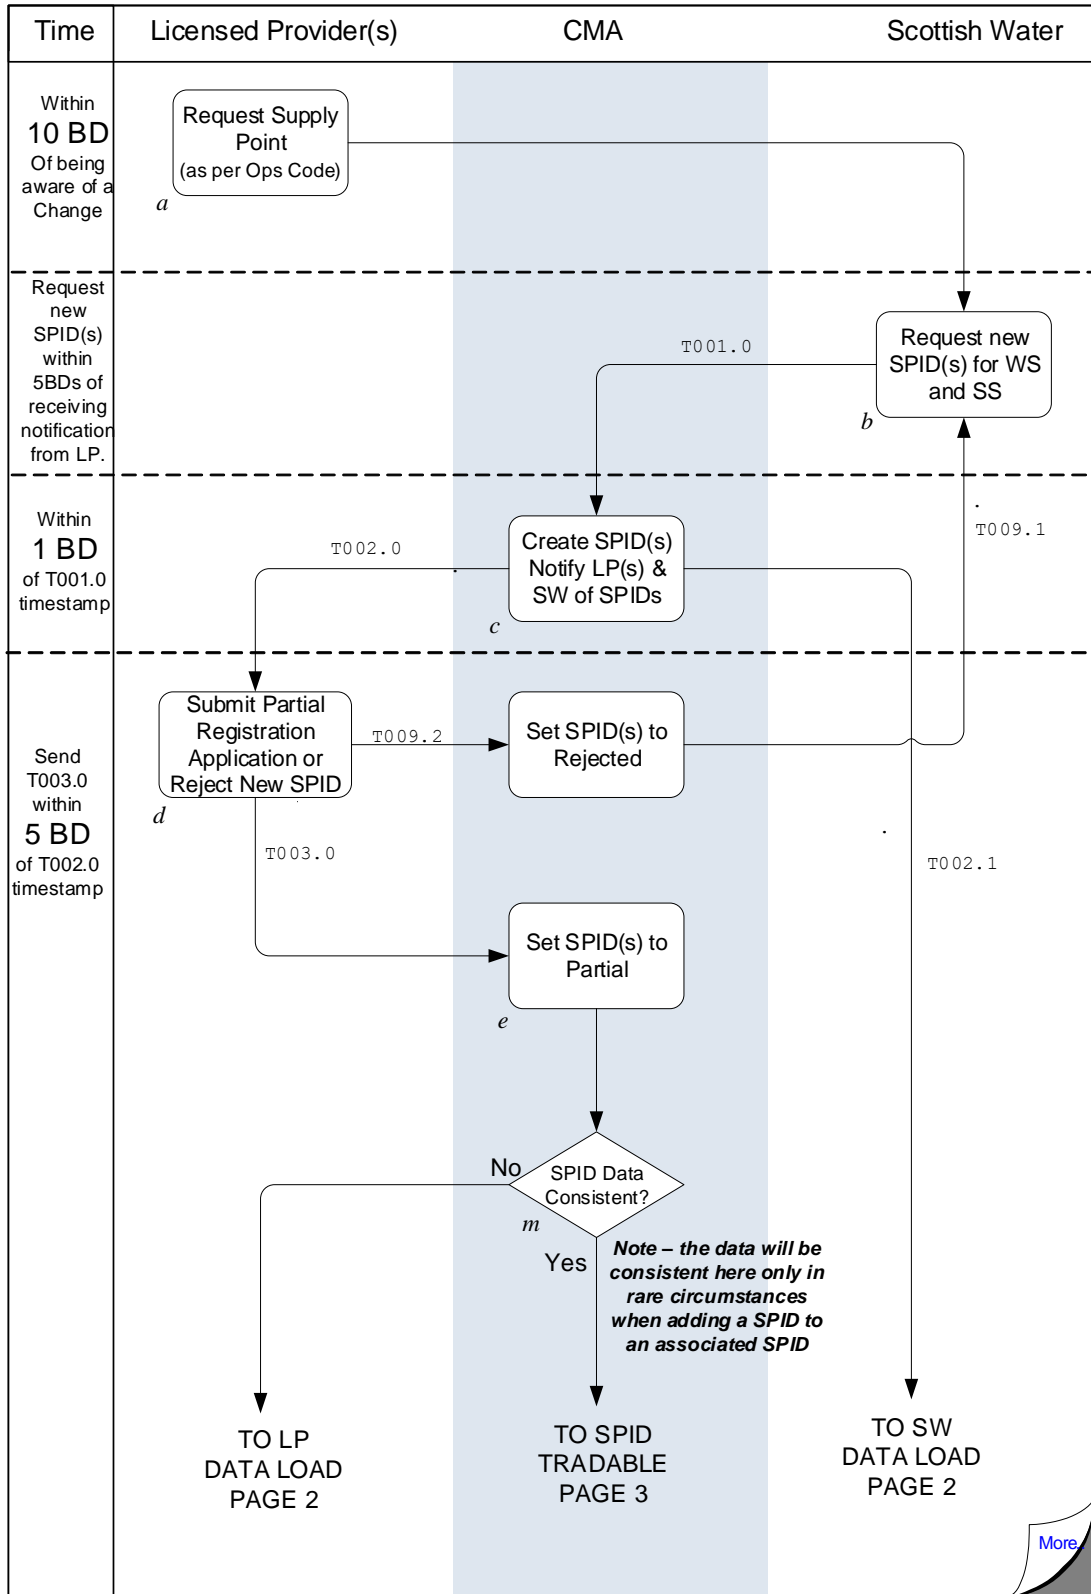 Time
Licensed Provider(s)
CMA
Scottish Water
Within
10 BD
Of being
aware of a
Change
Request Supply
Point
(as per Ops Code)
a
Request
new
SPID(s)
within
5BDs of
receiving
notification
from LP.
T001.0
Request new
SPID(s) for WS
and SS
b
Within
1 BD
of T001.0
timestamp
T002.0
Create SPID(s)
Notify LP(s) &
SW of SPIDs
c
T009.1
Send
T003.0
within
5 BD
of T002.0
timestamp
Submit Partial
Registration
Application or
Reject New SPID
d
T009.2
Set SPID(s) to
Rejected
T003.0
T002.1
Set SPID(s) to
Partial
e
No
SPID Data
Consistent?
m
Yes
Note – the data will be
consistent here only in
rare circumstances
when adding a SPID to
an associated SPID
TO LP
DATA LOAD
PAGE 2
TO SPID
TRADABLE
PAGE 3
TO SW
DATA LOAD
PAGE 2
More..